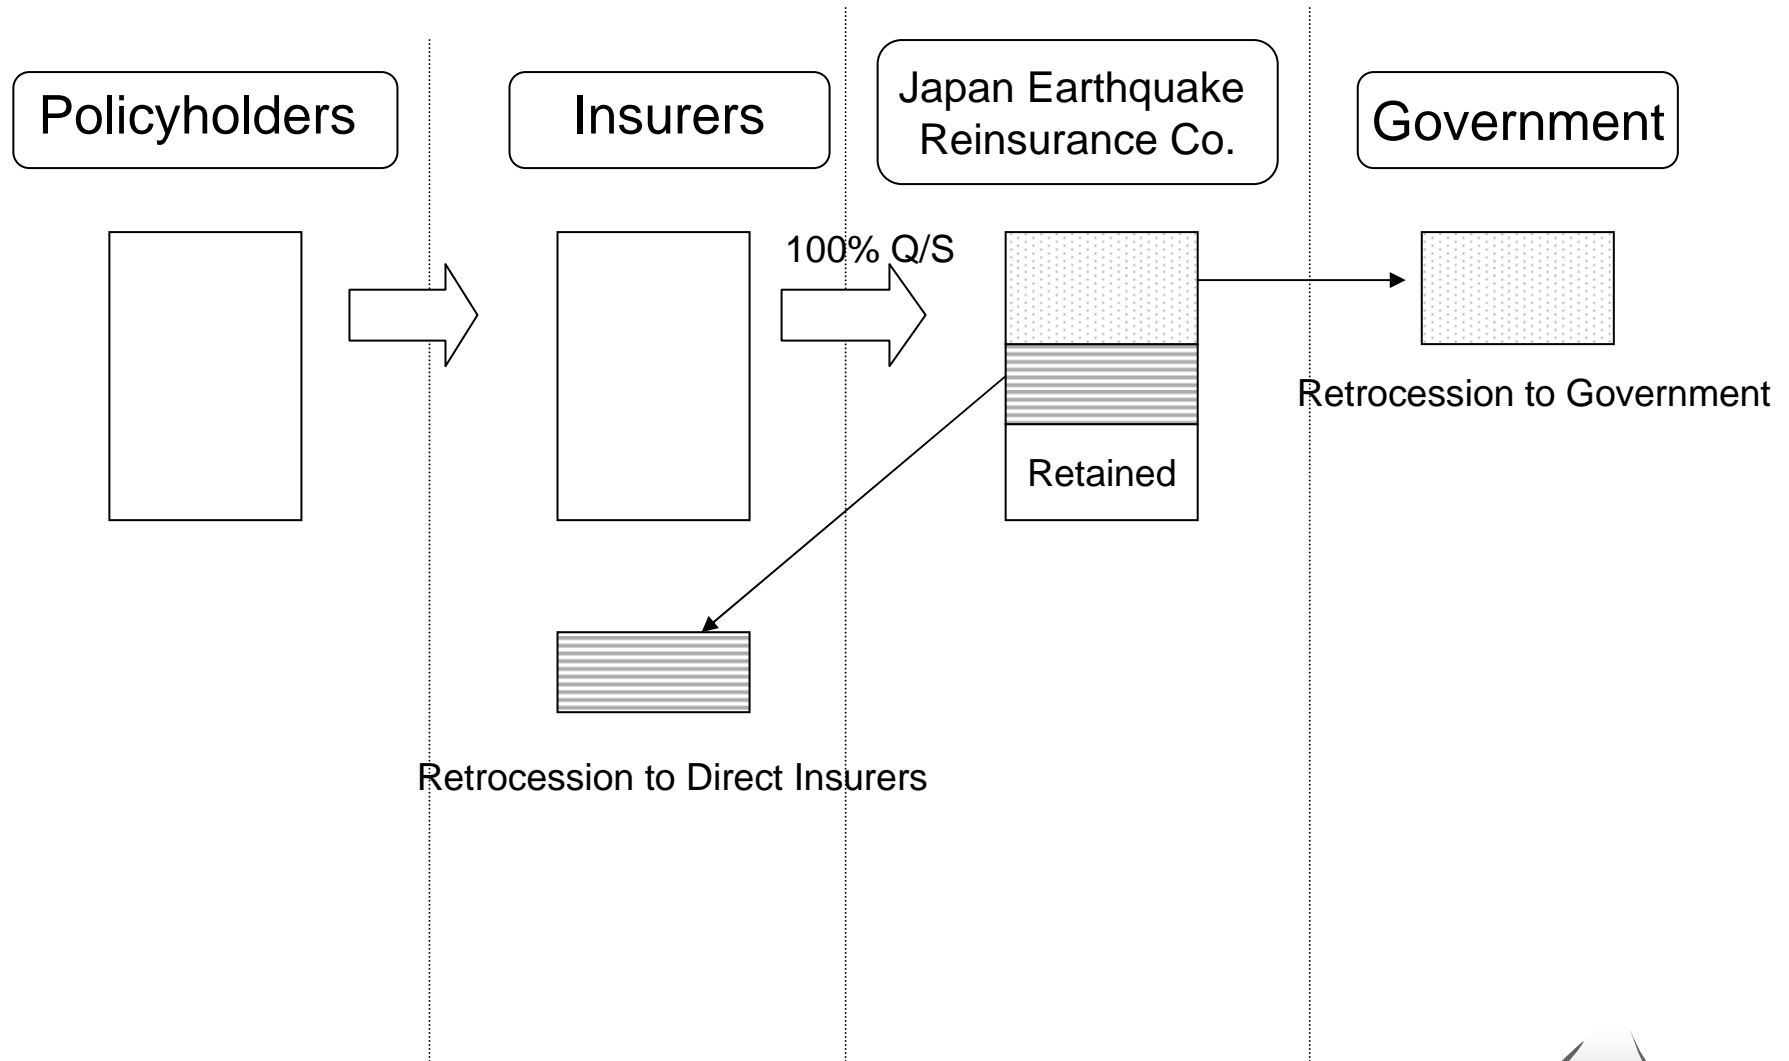 Policyholders
Insurers
Japan Earthquake
Reinsurance Co.
Government
100% Q/S
Retrocession to Government
Retained
Retrocession to Direct Insurers